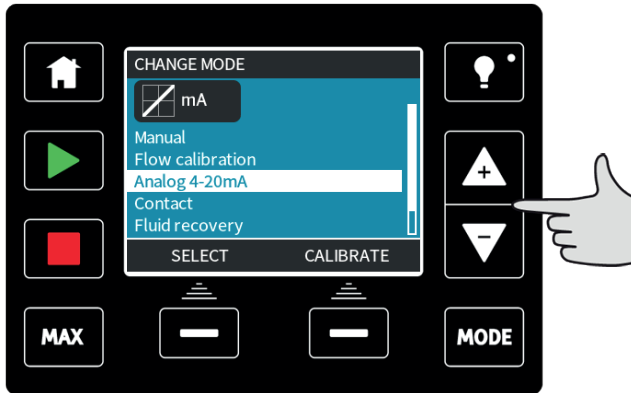 CHANGE MODE
mA
Manual
Flow calibration
Analog 4-20mA
Contact
Fluid recovery
SELECT CALIBRATE
+
-
MAX
MODE